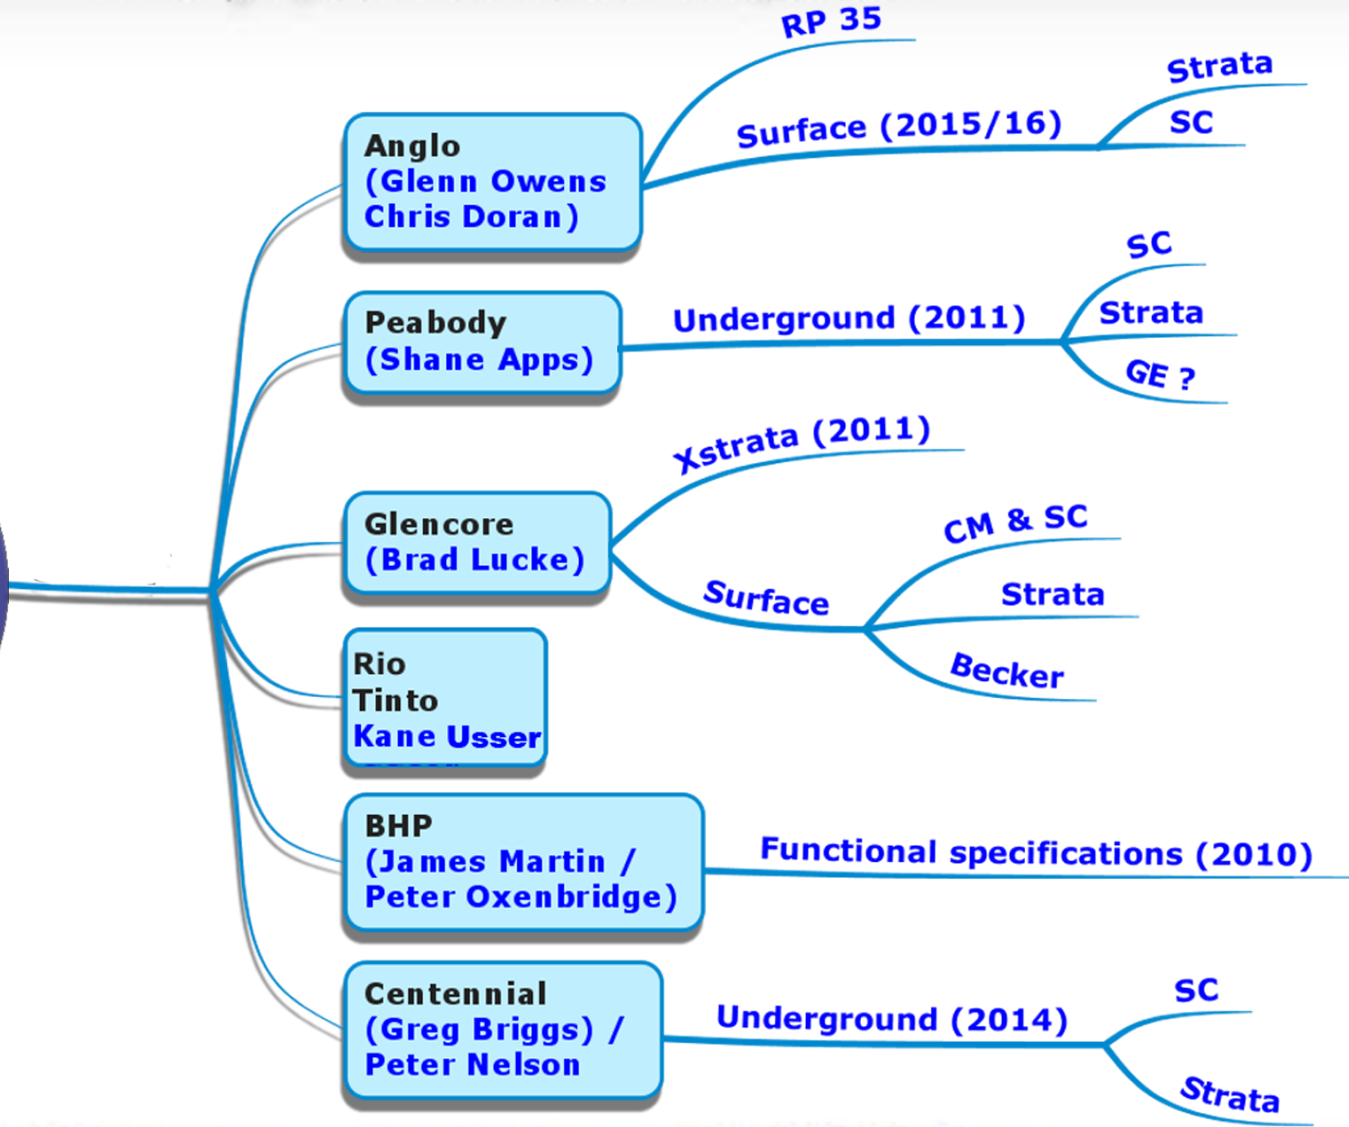 RP 35
Strata
Surface (2015/16)
SC
Anglo
(Glenn Owens
Chris Doran)
SC
Peabody
(Shane Apps)
Underground (2011)
Strata
GE ?
Xstrata (2011)
Glencore
(Brad Lucke)
CM & SC
Surface
Strata
Becker
Rio
Tinto
Kane Usser
BHP
(James Martin /
Peter Oxenbridge)
Functional specifications (2010)
Centennial
(Greg Briggs) /
Peter Nelson
Underground (2014)
SC
Strata